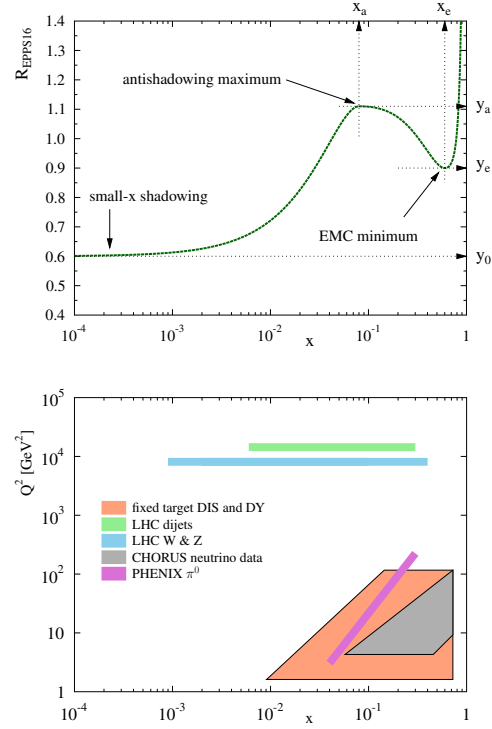 x_a x_e
R_EPPS16
1.4
1.3
1.2
1.1
1.0
0.9
0.8
0.7
0.6
0.5
0.4
antishadowing maximum
small-x shadowing
EMC minimum
y_a
y_e
y_0
10^-4 10^-3 10^-2 10^-1 1
x
Q^2 [GeV^2]
10^5
10^4
10^3
10^2
10
1
fixed target DIS and DY
LHC dijets
LHC W & Z
CHORUS neutrino data
PHENIX π^0
10^-4 10^-3 10^-2 10^-1 1
x